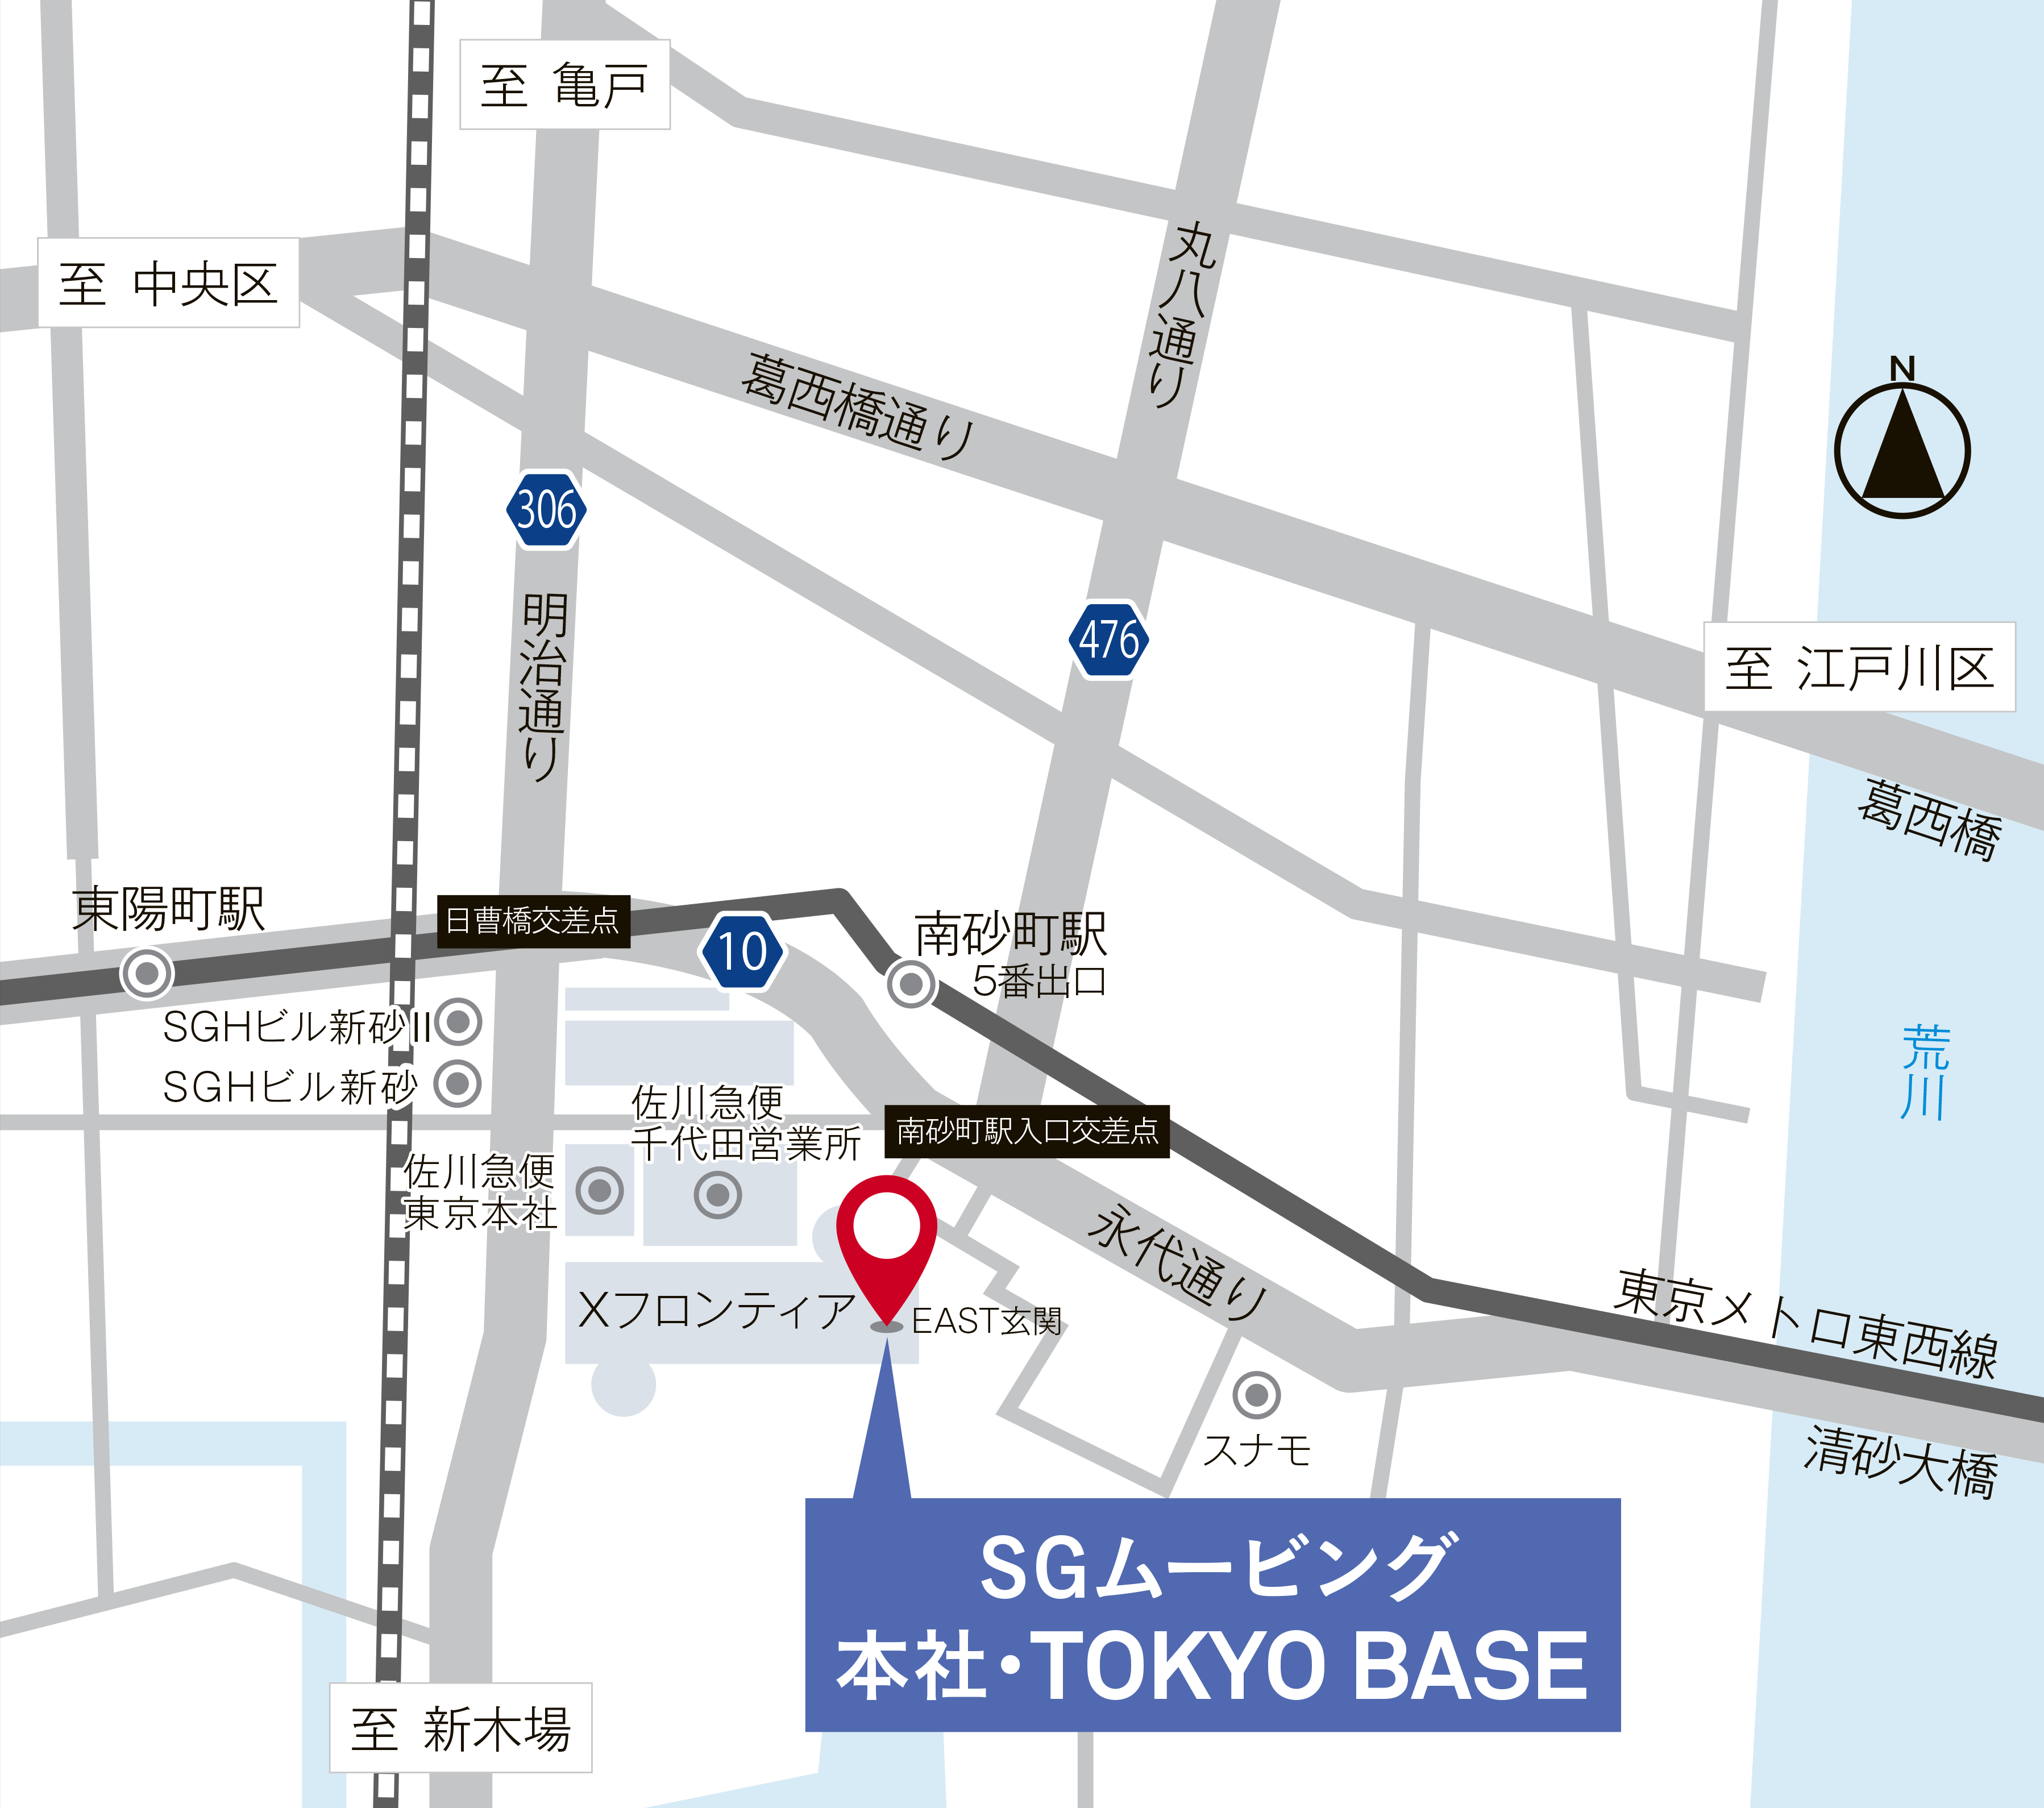 至 亀戸
至 中央区
丸八通り
葛西橋通り
N
306
明治通り
476
至 江戸川区
葛西橋
東陽町駅
日曹橋交差点
10
南砂町駅
5番出口
SGHビル新砂II
SGHビル新砂
荒川
佐川急便
千代田営業所
南砂町駅入口交差点
佐川急便
東京本社
永代通り
Xフロンティア
EAST玄関
東京メトロ東西線
スナモ
清砂大橋
SGムービング
本社・TOKYO BASE
至 新木場